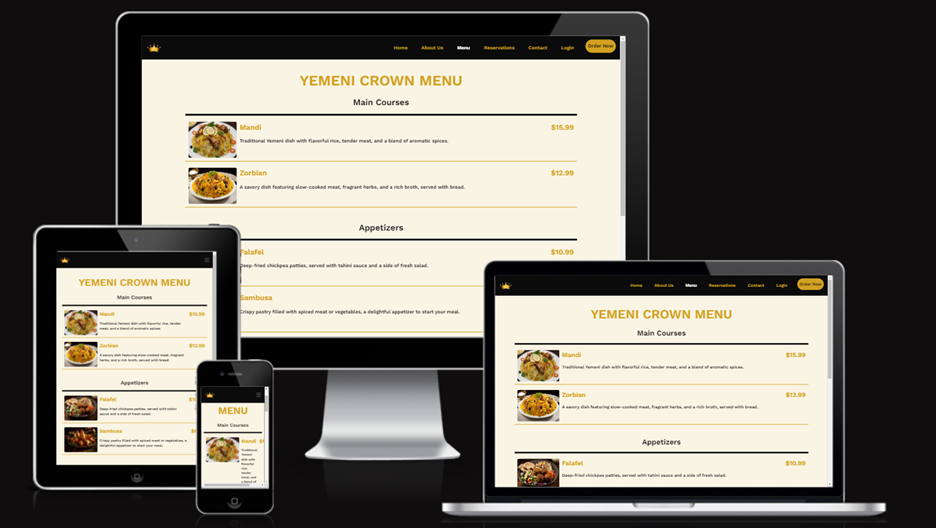 Home About Us Menu Reservations Contact Login Order Now
YEMENI CROWN MENU
Main Courses
Mandi $15.99
Traditional Yemeni dish with flavorful rice, tender meat, and a blend of aromatic spices.
Zorbian $12.99
A savory dish featuring slow-cooked meat, fragrant herbs, and a rich broth, served with bread.
Appetizers
Falafel $10.99
Deep-fried chickpea patties, served with tahini sauce and a side of fresh salad.
Sambusa
Crispy pastry filled with spiced meat or vegetables, a delightful appetizer to start your meal.
YEMENI CROWN MENU
Main Courses
Mandi $15.99
Traditional Yemeni dish with flavorful rice, tender
meat, and a blend of aromatic spices.
Zorbian $12.99
A savory dish featuring slow-cooked meat, fragrant
herbs, and a rich broth, served with bread.
Appetizers
Falafel
Deep-fried chickpea patties, served with tahini
sauce and a side of fresh salad.
Sambusa
Crispy pastry filled with spiced meat or vegetables, a
delightful appetizer to start your meal.
MENU
Main Courses
Mandi
Traditional
Yemeni
dish with
flavorful
rice,
tender
meat, and
a blend of
Home About Us Menu Reservations Contact Login Order Now
YEMENI CROWN MENU
Main Courses
Mandi $15.99
Traditional Yemeni dish with flavorful rice, tender meat, and a blend of aromatic spices.
Zorbian $12.99
A savory dish featuring slow-cooked meat, fragrant herbs, and a rich broth, served with bread.
Appetizers
Falafel $10.99
Deep-fried chickpea patties, served with tahini sauce and a side of fresh salad.